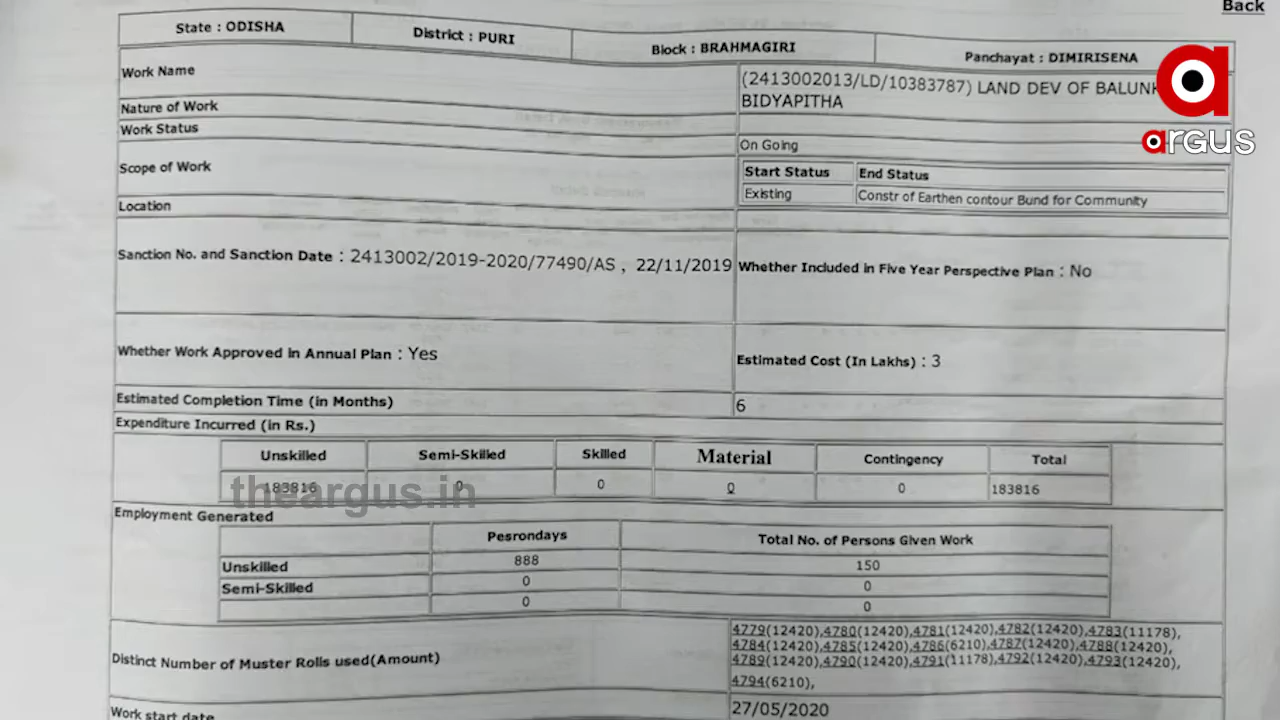 Back
State : ODISHA District : PURI Block : BRAHMAGIRI Panchayat : DIMIRISENA
Work Name (2413002013/LD/10383787) LAND DEV OF
BIDYAPITHA
Nature of Work
Work Status On Going
Scope of Work Start Status End Status
Existing Constr of Earthen contour Bund for Community
Location
Sanction No. and Sanction Date : 2413002/2019-2020/77490/AS , 22/11/2019 Whether Included in Five Year Perspective Plan : No
Whether Work Approved in Annual Plan : Yes Estimated Cost (In Lakhs) : 3
Estimated Completion Time (in Months) 6
Expenditure Incurred (in Rs.)
Unskilled Semi-Skilled Skilled Material Contingency Total
183816 0 0 0 0 183816
Employment Generated
Pesrondays Total No. of Persons Given Work
Unskilled 888 150
Semi-Skilled 0 0
0 0
Distinct Number of Muster Rolls used(Amount) 4779(12420),4780(12420),4781(12420),4782(12420),4783(11178),
4784(12420),4785(12420),4786(6210),4787(12420),4788(12420),
4789(12420),4790(12420),4791(11178),4792(12420),4793(12420),
4794(6210),
Work start date 27/05/2020
argus
theargus.in